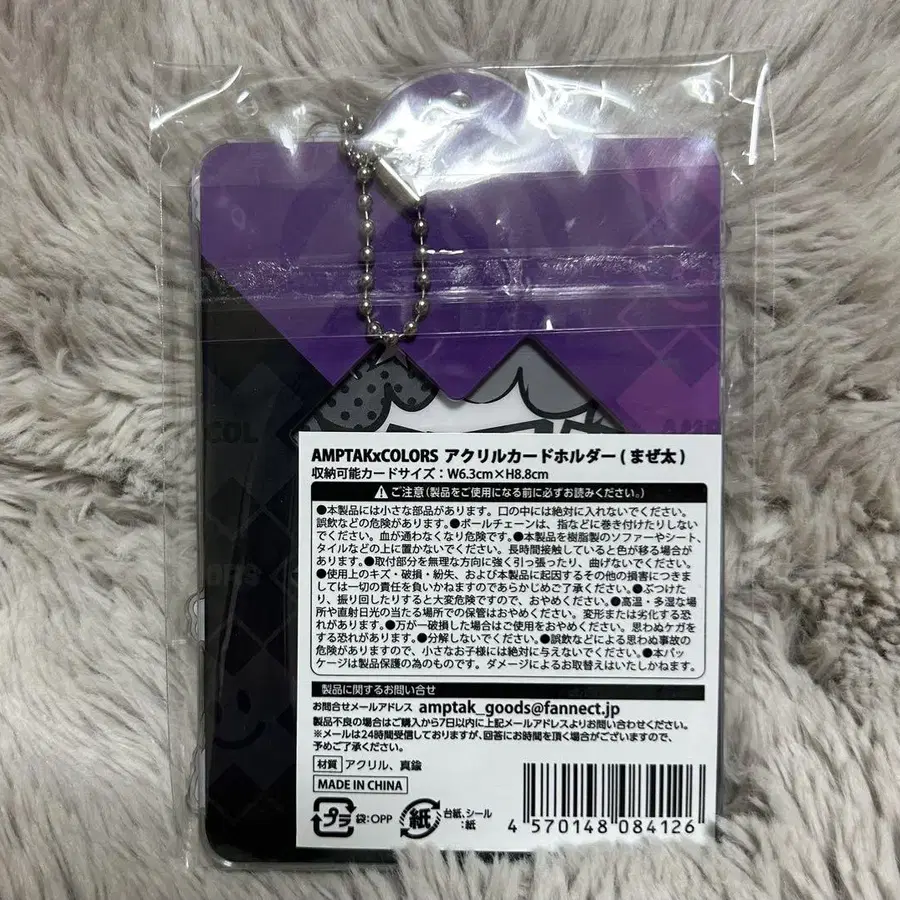 COL
AMP
AMPTAKxCOLORS アクリルカードホルダー ( まぜ太 )
収納可能カードサイズ：W6.3cm×H8.8cm
ご注意(製品をご使用になる前に必ずお読みください。)
●本製品には小さな部品があります。口の中には絶対に入れないでください。
誤飲などの危険があります。●ボールチェーンは、指などに巻き付けたりしない
でください。血が通わなくなり危険です。●本製品を樹脂製のソファーやシート、
タイルなどの上に置かないでください。長時間接触していると色が移る場合が
あります。●取付部分を無理な方向に強く引っ張ったり、曲げないでください。
●使用上のキズ・破損・紛失、および本製品に起因するその他の損害につきま
しては一切の責任を負いかねますのであらかじめご了承ください。●ぶつけた
り、振り回したりすると大変危険ですので、おやめください。●高温・多湿な場
所や直射日光の当たる場所での保管はおやめください。変形または劣化する恐
れがあります。●万が一破損した場合はご使用をおやめください。思わぬケガを
する恐れがあります。●分解しないでください。●誤飲などによる思わぬ事故の
危険がありますので、小さなお子様には絶対に与えないでください。●本パッ
ケージは製品保護の為のものです。ダメージによるお取替えはいたしかねます。
製品に関するお問い合せ
お問合せメールアドレス amptak_goods@fannect.jp
製品不良の場合はご購入から7日以内に上記メールアドレスよりお問い合せください。
※メールは24時間受信しておりますが、回答にお時間を頂く場合がございますので、
予めご了承ください。
材質 アクリル、真鍮
MADE IN CHINA
プラ 袋：OPP 紙 台紙、シール
：紙
4 570148 084126